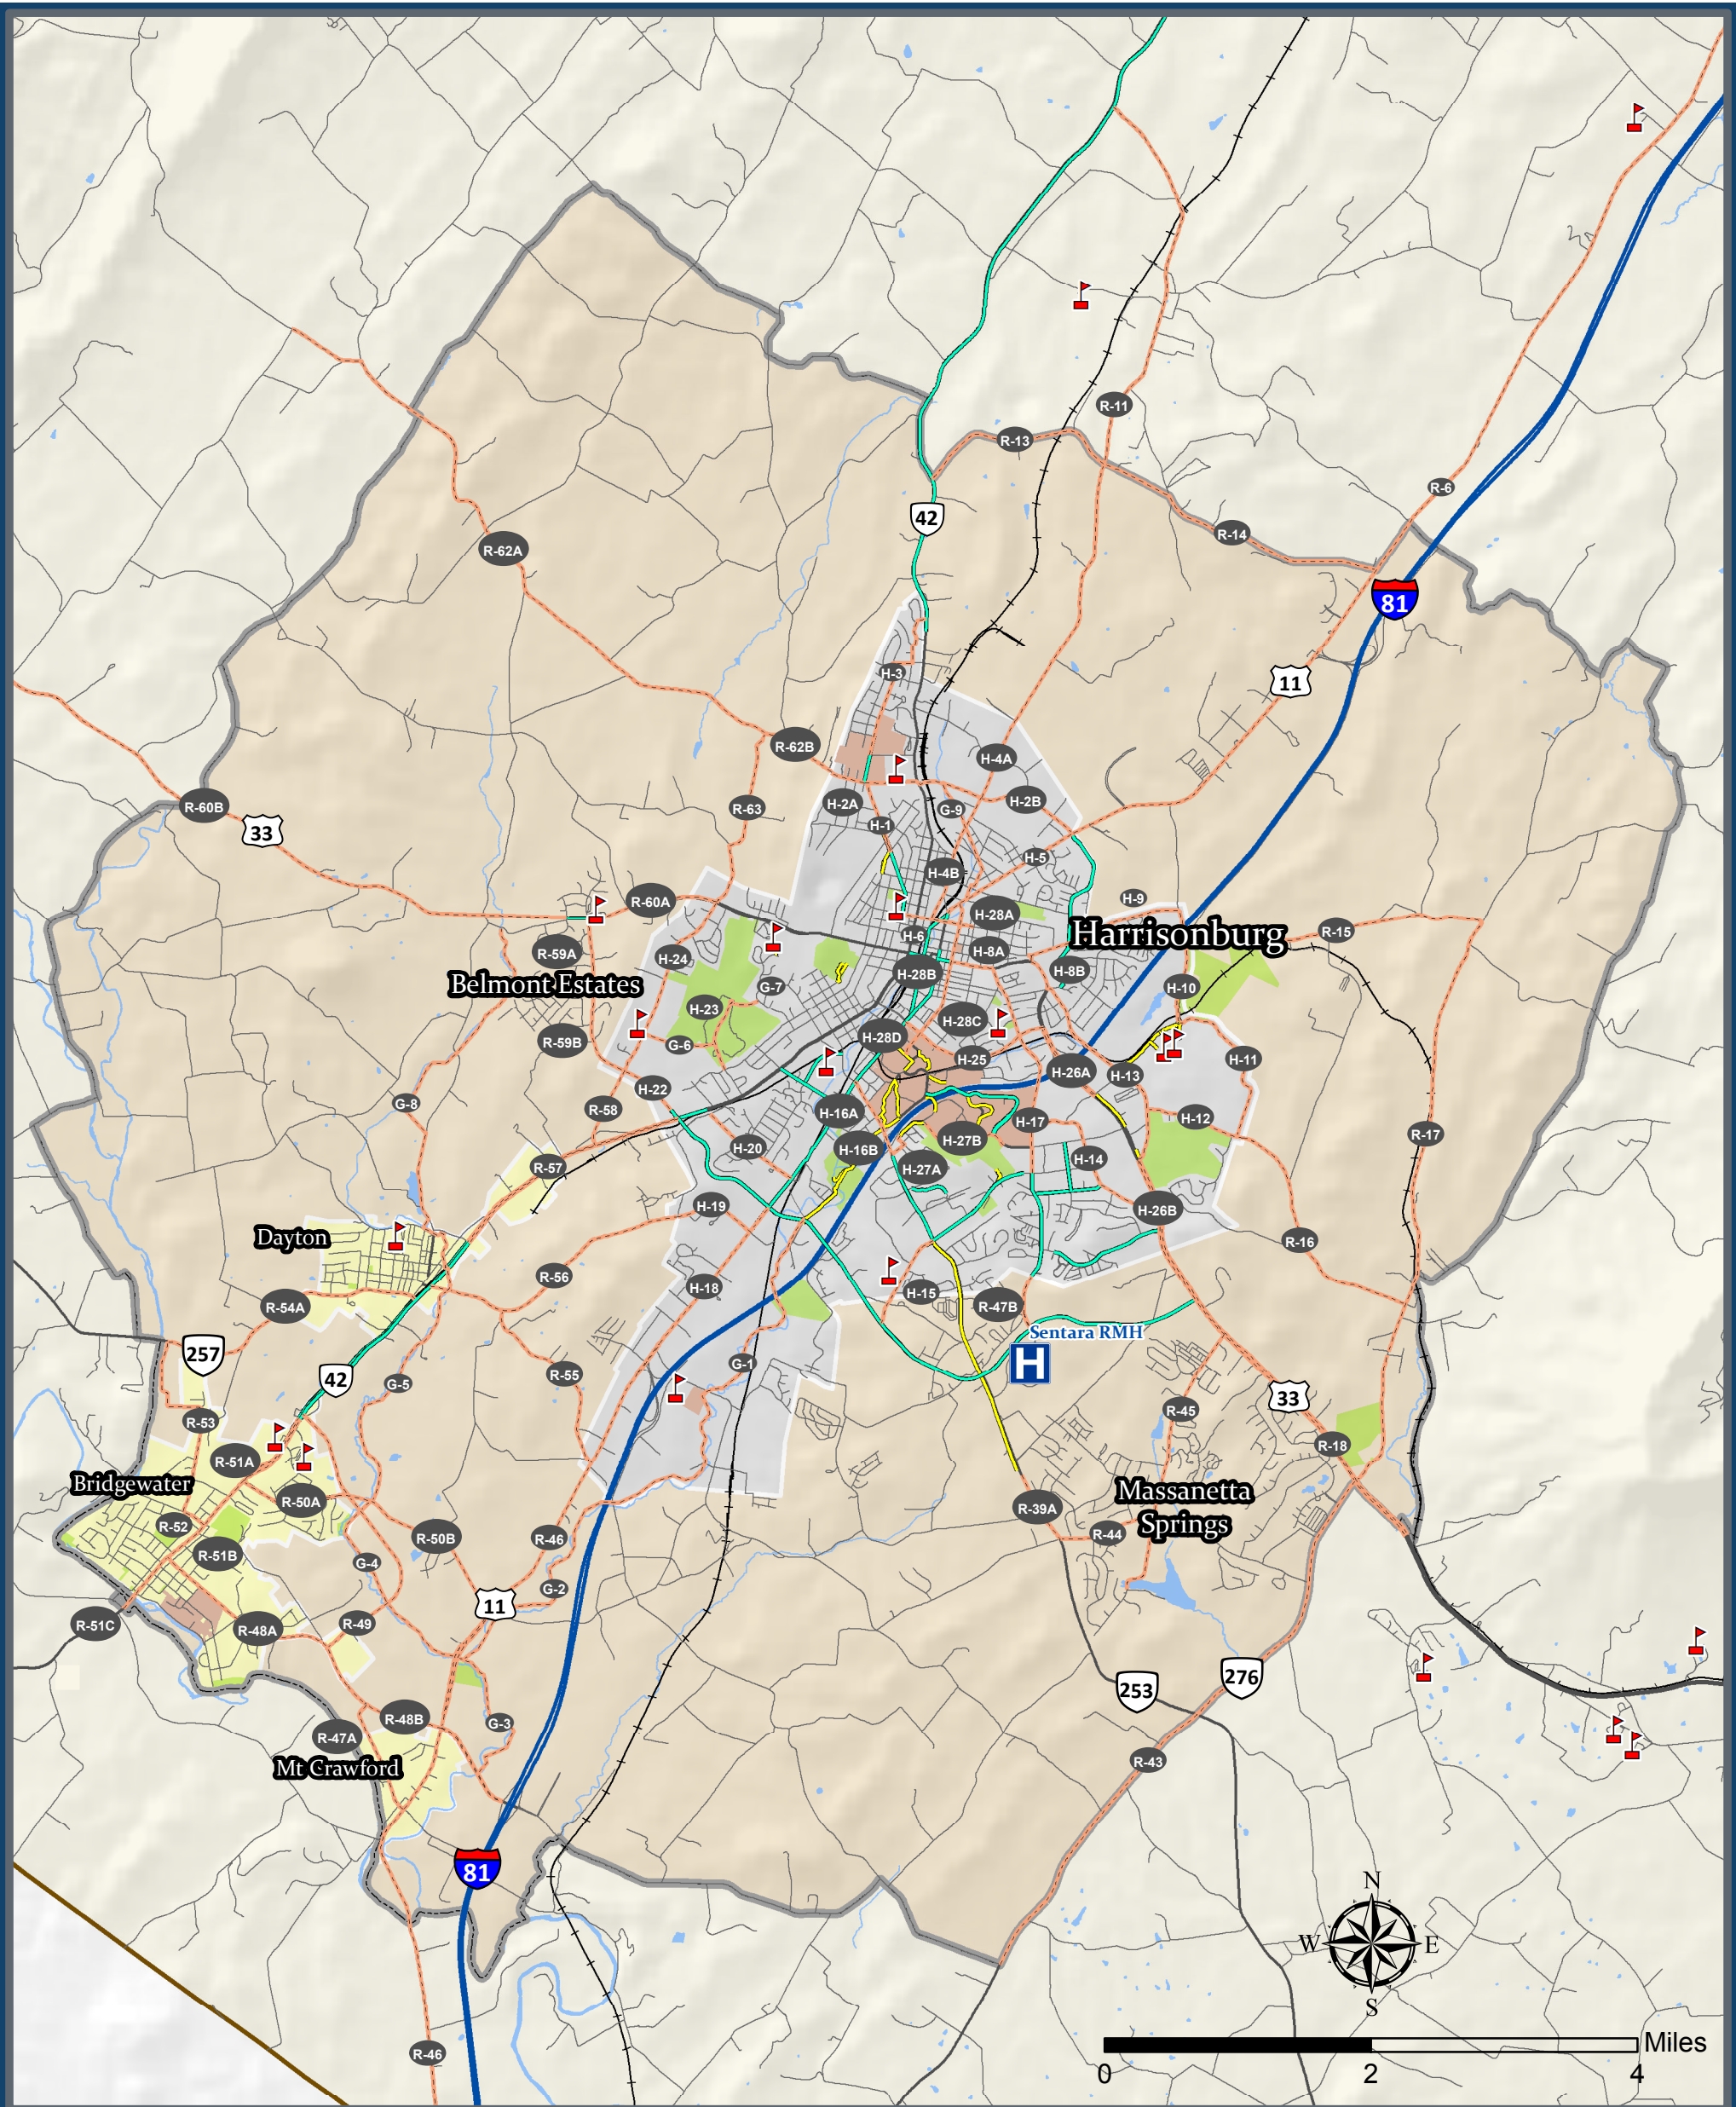 R-11
R-13
R-6
42
R-14
R-62A
81
H-3
11
R-62B
H-4A
R-60B
33
R-63
H-2A
H-2B
G-9
H-1
H-5
H-4B
R-60A
H-9
H-28A
Harrisonburg
R-15
H-6
R-59A
H-24
H-8A
H-28B
H-8B
Belmont Estates
G-7
H-10
H-23
H-28C
R-59B
G-6
H-28D
H-25
H-11
H-26A
H-13
H-22
G-8
R-58
H-16A
H-17
H-12
R-17
H-20
H-16B
H-27B
H-14
R-57
H-27A
H-19
H-26B
Dayton
R-16
R-56
H-18
H-15
R-54A
R-47B
Sentara RMH
H
257
G-1
R-55
42
G-5
33
R-53
R-45
R-18
R-51A
Bridgewater
Massanetta
Springs
R-50A
R-39A
R-52
R-50B
R-46
R-44
R-51B
G-4
G-2
11
R-51C
R-49
R-48A
276
253
R-48B
G-3
R-47A
Mt Crawford
R-43
81
N
W E
S
R-46
Miles
0 2 4